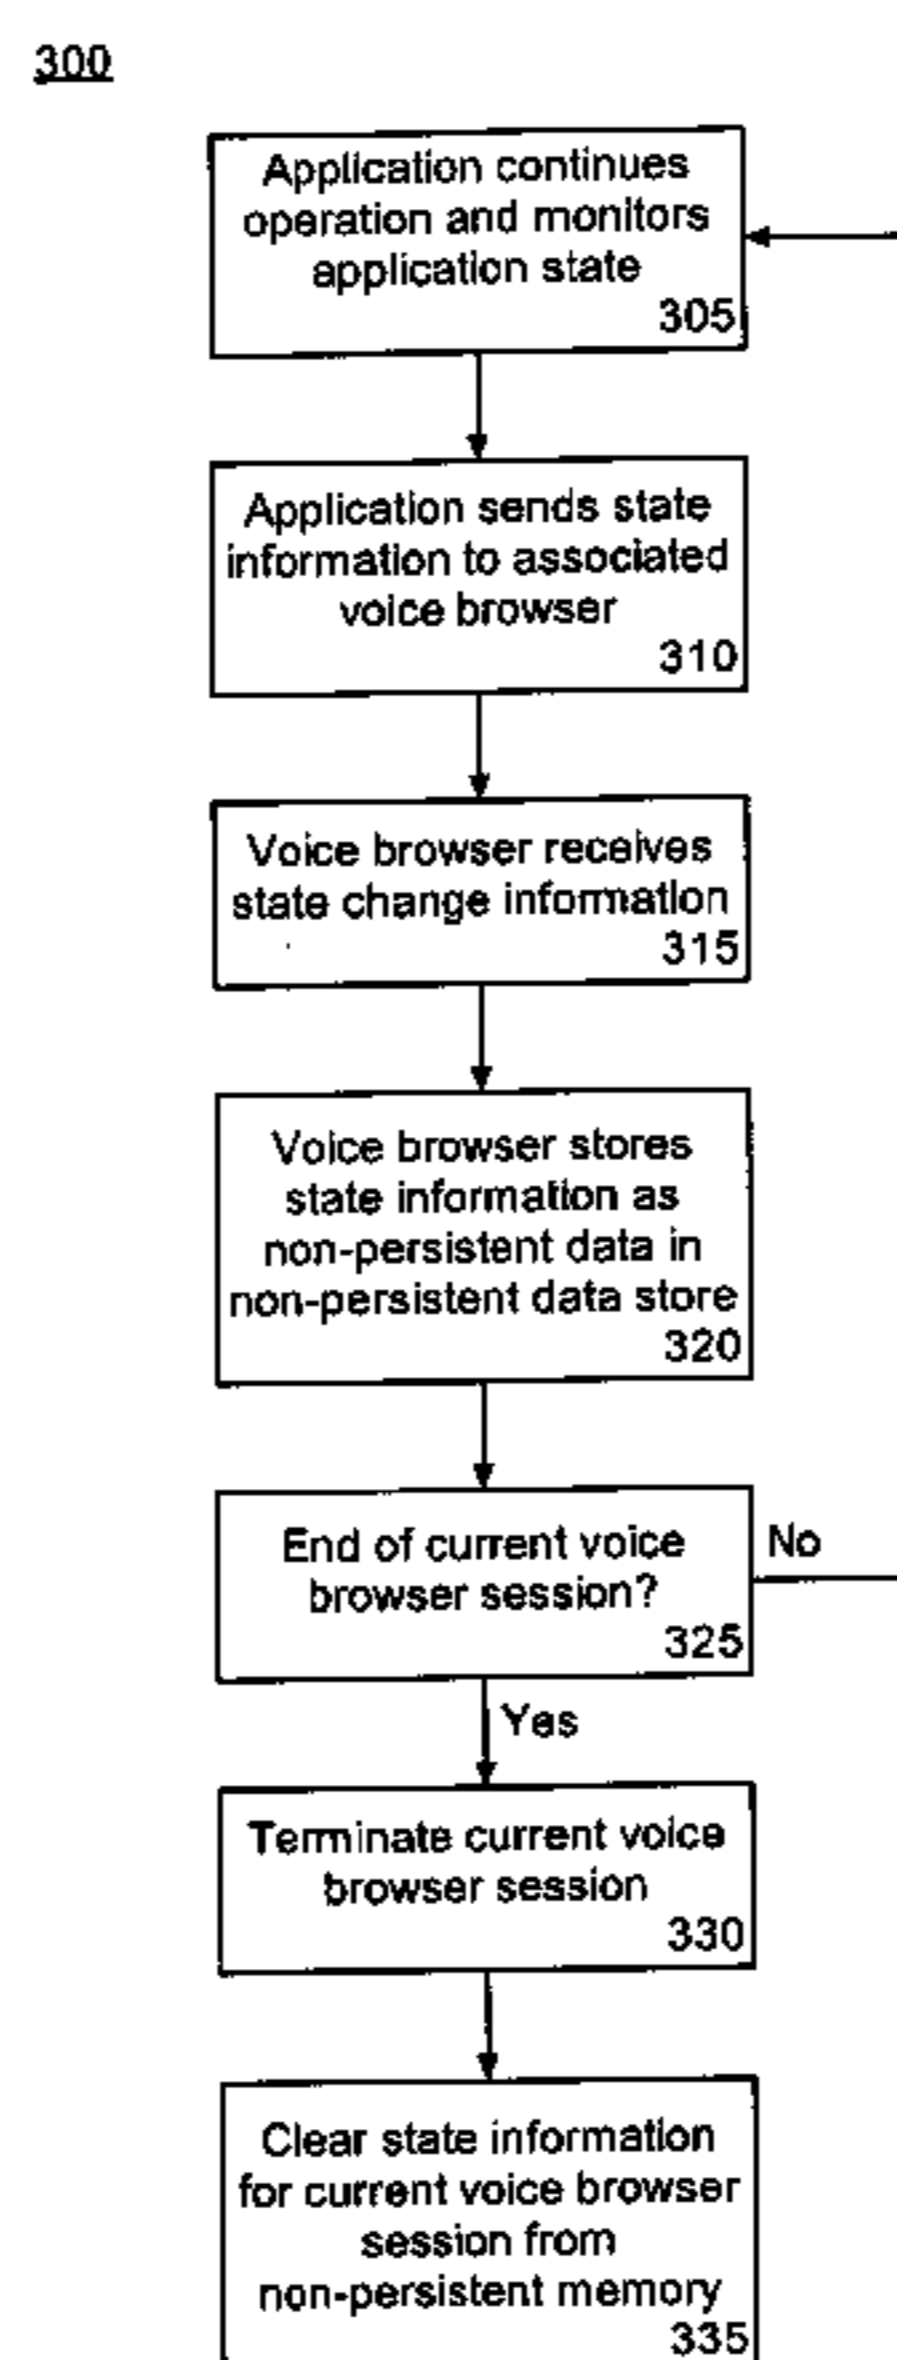 300
Application continues
operation and monitors
application state
305
Application sends state
information to associated
voice browser
310
Voice browser receives
state change information
315
Voice browser stores
state information as
non-persistent data in
non-persistent data store
320
End of current voice
browser session?
325
No
Yes
Terminate current voice
browser session
330
Clear state information
for current voice browser
session from
non-persistent memory
335